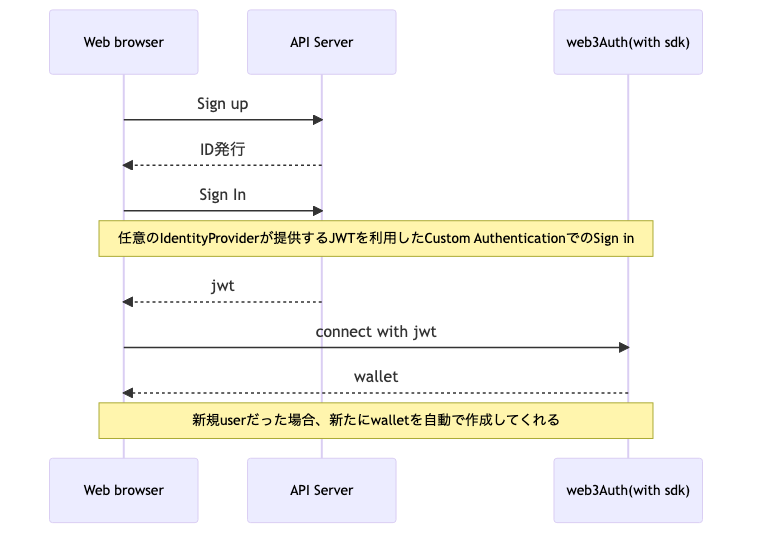 Web browser
API Server
web3Auth(with sdk)
Sign up
ID発行
Sign In
任意のIdentityProviderが提供するJWTを利用したCustom AuthenticationでのSign in
jwt
connect with jwt
wallet
新規userだった場合、新たにwalletを自動で作成してくれる
Web browser
API Server
web3Auth(with sdk)